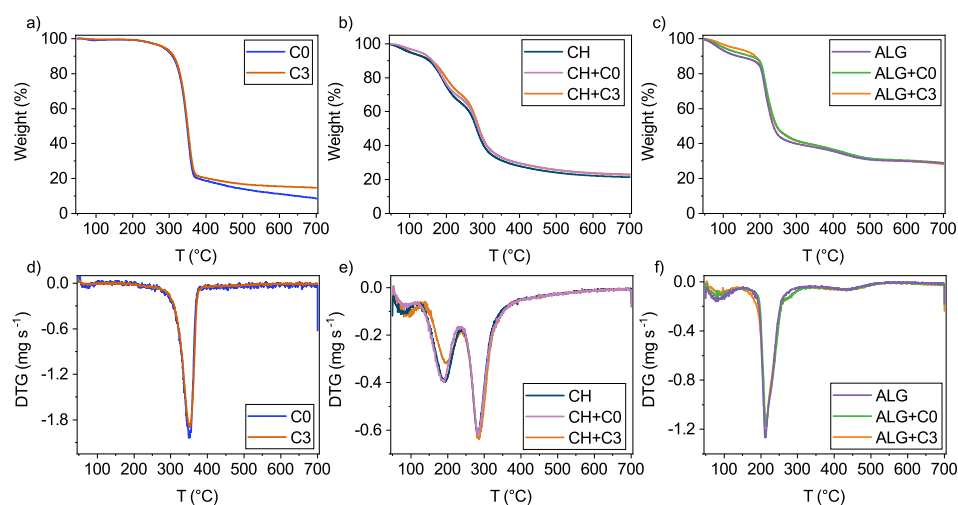 a)
100
80
60
40
20
0
Weight (%)
100 200 300 400 500 600 700
T (°C)
C0
C3
b)
100
80
60
40
20
0
Weight (%)
100 200 300 400 500 600 700
T (°C)
CH
CH+C0
CH+C3
c)
100
80
60
40
20
0
Weight (%)
100 200 300 400 500 600 700
T (°C)
ALG
ALG+C0
ALG+C3
d)
0.0
-0.6
-1.2
-1.8
DTG (mg s⁻¹)
100 200 300 400 500 600 700
T (°C)
C0
C3
e)
0.0
-0.2
-0.4
-0.6
DTG (mg s⁻¹)
100 200 300 400 500 600 700
T (°C)
CH
CH+C0
CH+C3
f)
0.0
-0.4
-0.8
-1.2
DTG (mg s⁻¹)
100 200 300 400 500 600 700
T (°C)
ALG
ALG+C0
ALG+C3